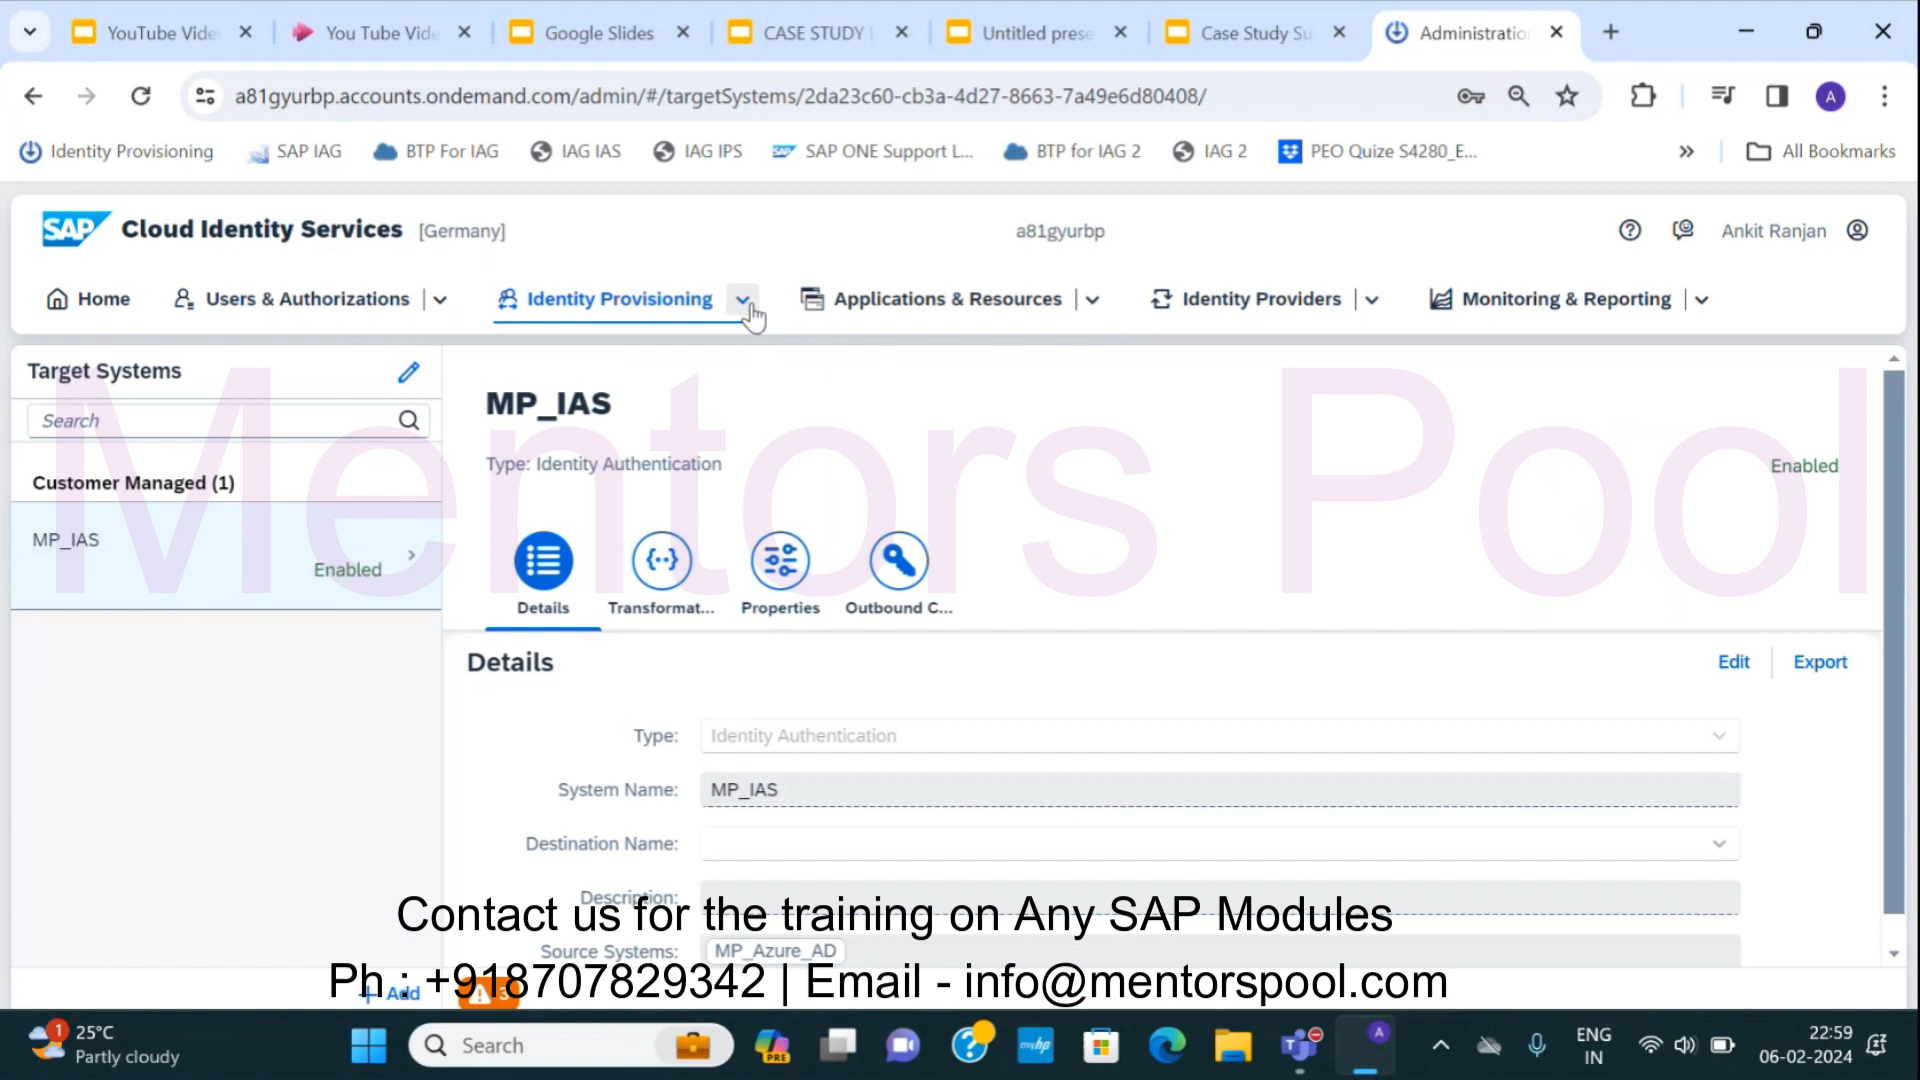 YouTube Vide
You Tube Vide
Google Slides
CASE STUDY
Untitled prese
Case Study Su
Administratio
a81gyurbp.accounts.ondemand.com/admin/#/targetSystems/2da23c60-cb3a-4d27-8663-7a49e6d80408/
A
Identity Provisioning
SAP IAG
BTP For IAG
IAG IAS
IAG IPS
SAP ONE Support L...
BTP for IAG 2
IAG 2
PEO Quize S4280_E...
All Bookmarks
SAP Cloud Identity Services [Germany]
a81gyurbp
Ankit Ranjan
Home
Users & Authorizations
Identity Provisioning
Applications & Resources
Identity Providers
Monitoring & Reporting
Target Systems
Search
Customer Managed (1)
MP_IAS
Enabled
Add
MP_IAS
Type: Identity Authentication
Enabled
Mentors Pool
Details
Transformat...
Properties
Outbound C...
Details
Edit
Export
Type: Identity Authentication
System Name: MP_IAS
Destination Name:
Description:
Source Systems: MP_Azure_AD
Contact us for the training on Any SAP Modules
Ph : +918707829342 | Email - info@mentorspool.com
1
25°C
Partly cloudy
Search
PRE
myhp
A
ENG
IN
22:59
06-02-2024